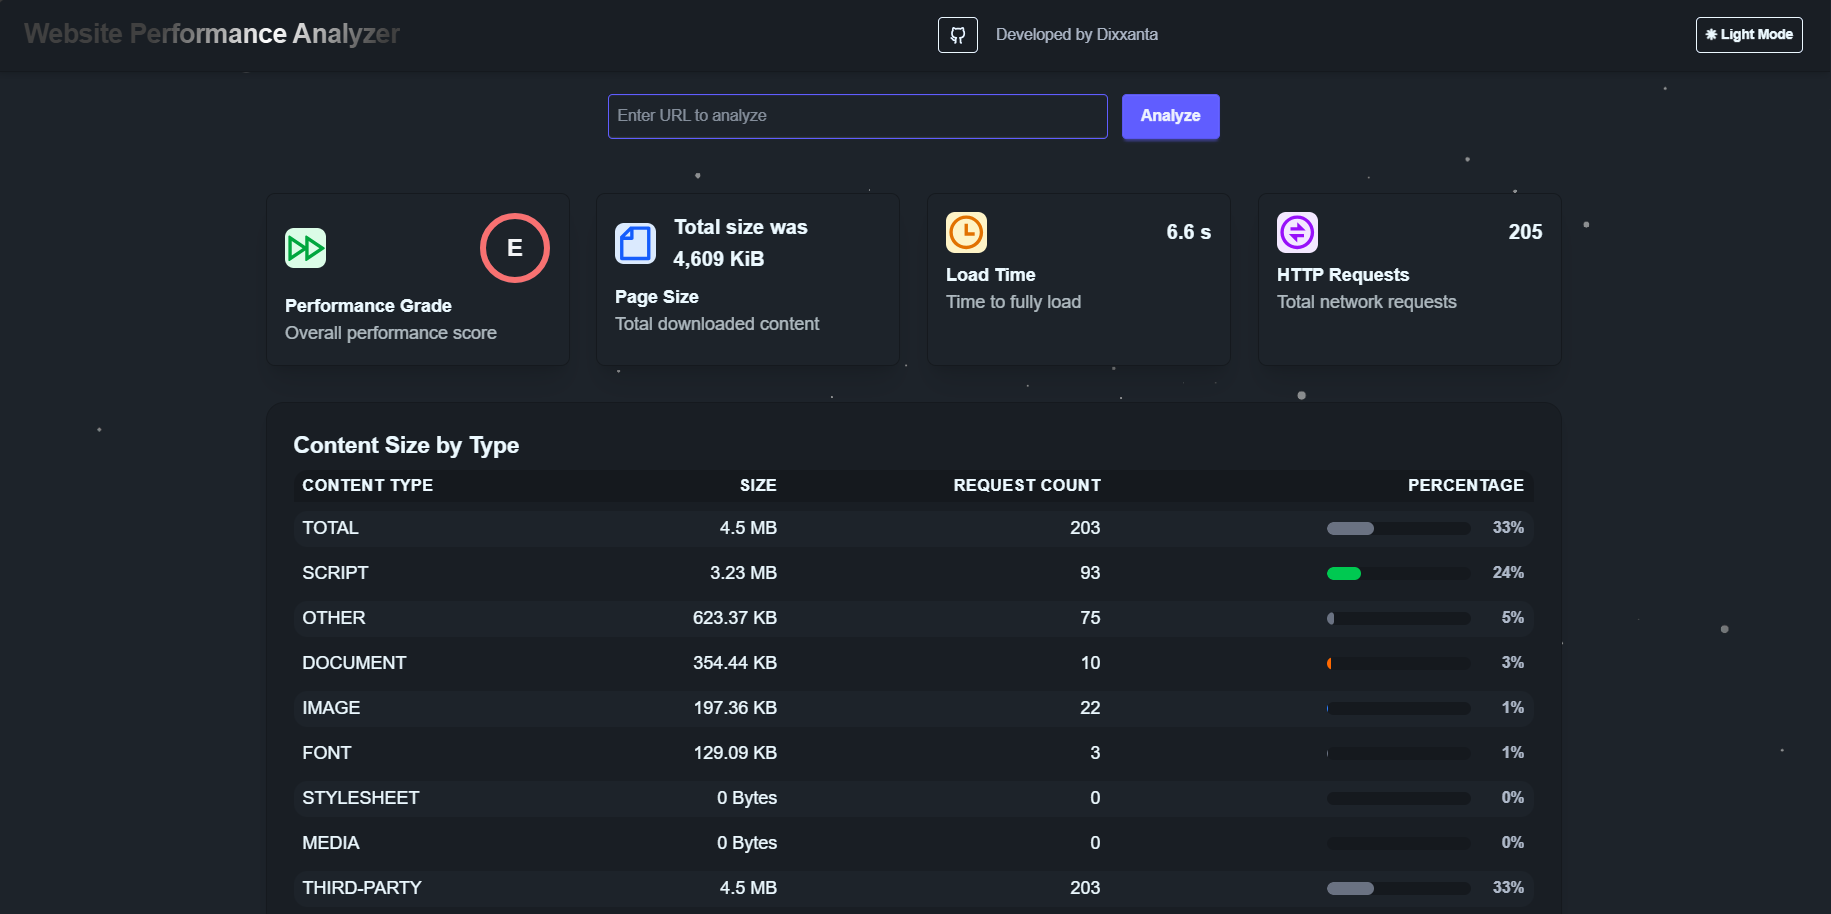 Website Performance Analyzer
Developed by Dixxanta
Light Mode
Enter URL to analyze
Analyze
E
Performance Grade
Overall performance score
Total size was
4,609 KiB
Page Size
Total downloaded content
6.6 s
Load Time
Time to fully load
205
HTTP Requests
Total network requests
Content Size by Type
CONTENT TYPE SIZE REQUEST COUNT PERCENTAGE
TOTAL 4.5 MB 203 33%
SCRIPT 3.23 MB 93 24%
OTHER 623.37 KB 75 5%
DOCUMENT 354.44 KB 10 3%
IMAGE 197.36 KB 22 1%
FONT 129.09 KB 3 1%
STYLESHEET 0 Bytes 0 0%
MEDIA 0 Bytes 0 0%
THIRD-PARTY 4.5 MB 203 33%